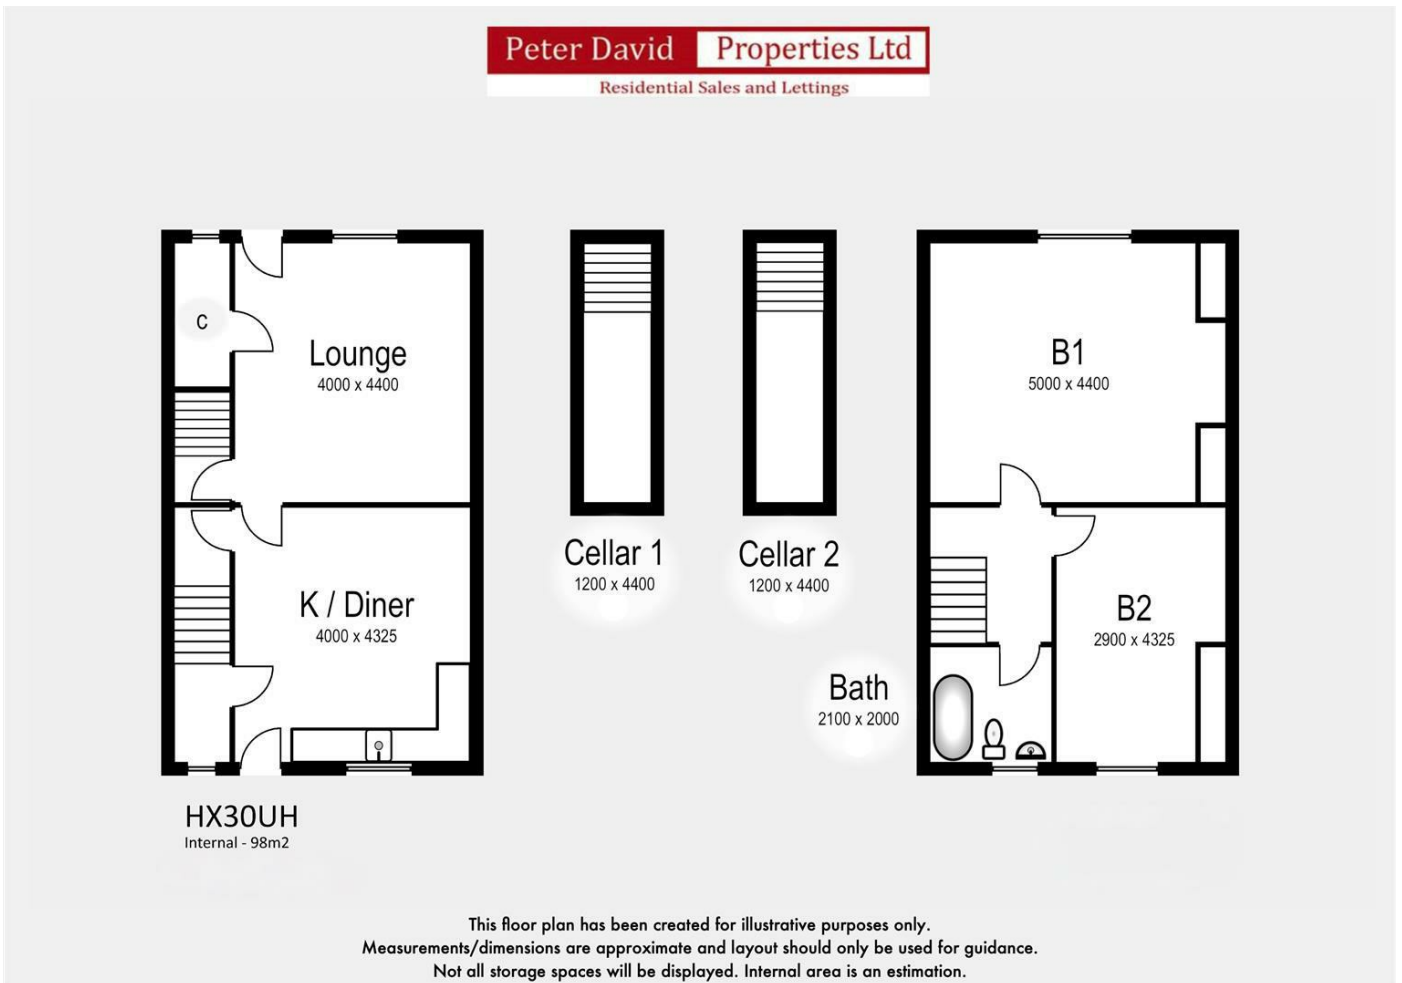 Peter David Properties Ltd
Residential Sales and Lettings
C
Lounge
4000 x 4400
K / Diner
4000 x 4325
Cellar 1
1200 x 4400
Cellar 2
1200 x 4400
B1
5000 x 4400
B2
2900 x 4325
Bath
2100 x 2000
HX30UH
Internal - 98m2
This floor plan has been created for illustrative purposes only.
Measurements/dimensions are approximate and layout should only be used for guidance.
Not all storage spaces will be displayed. Internal area is an estimation.